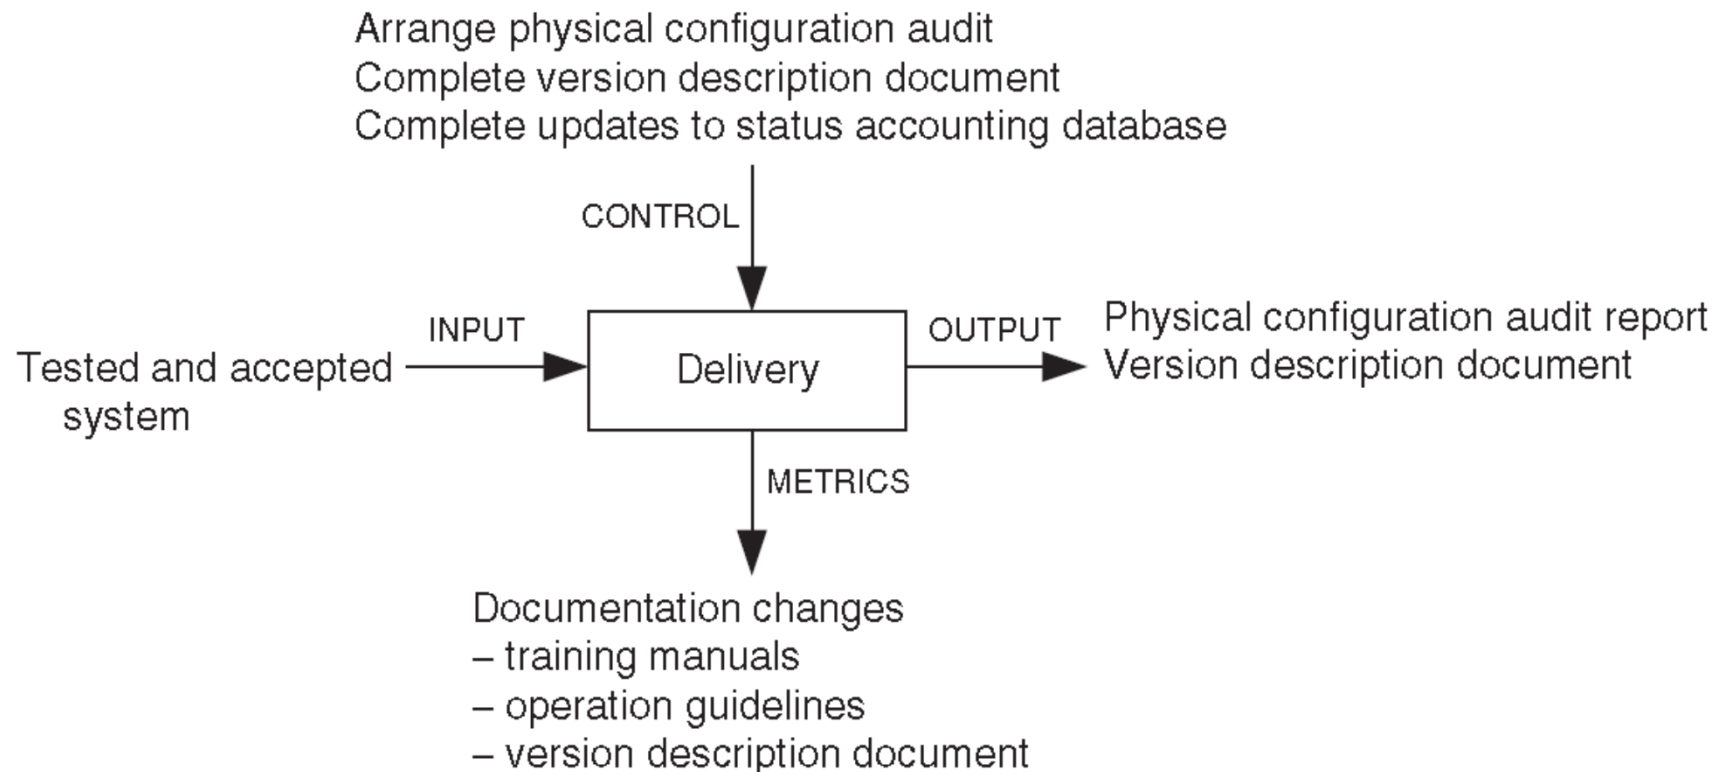 Arrange physical configuration audit
Complete version description document
Complete updates to status accounting database
CONTROL
INPUT
OUTPUT
Tested and accepted
system
Delivery
Physical configuration audit report
Version description document
METRICS
Documentation changes
– training manuals
– operation guidelines
– version description document